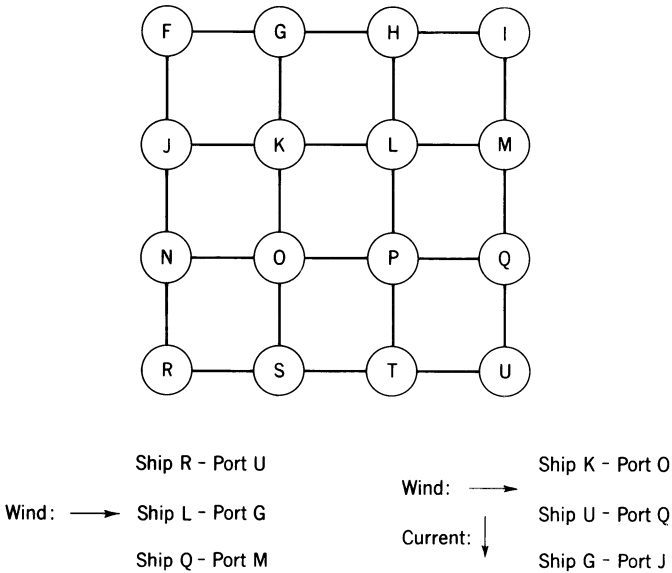 F G H I
J K L M
N O P Q
R S T U
Ship R - Port U
Wind: Ship L - Port G
Ship Q - Port M
Ship K - Port O
Wind:
Ship U - Port Q
Current:
Ship G - Port J